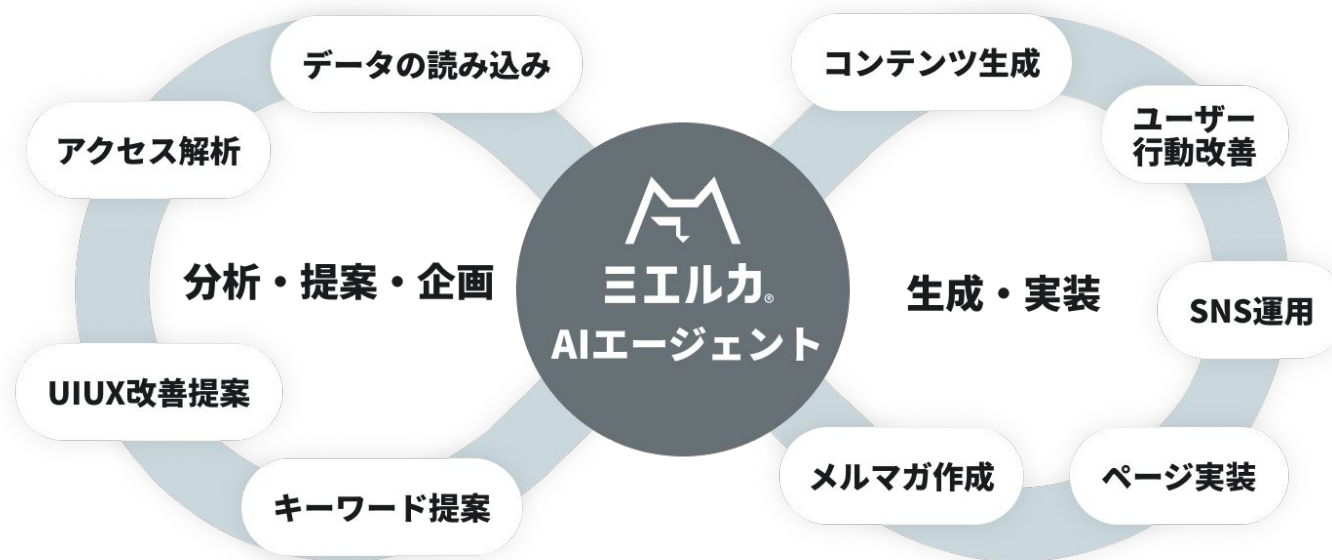 データの読み込み
アクセス解析
分析・提案・企画
UIUX改善提案
キーワード提案
ミエルカ®
AIエージェント
コンテンツ生成
ユーザー
行動改善
生成・実装
SNS運用
メルマガ作成
ページ実装